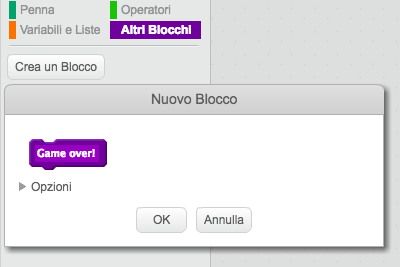 Penna Operatori
Variabili e Liste Altri Blocchi
Crea un Blocco
Nuovo Blocco
Game over!
Opzioni
OK Annulla